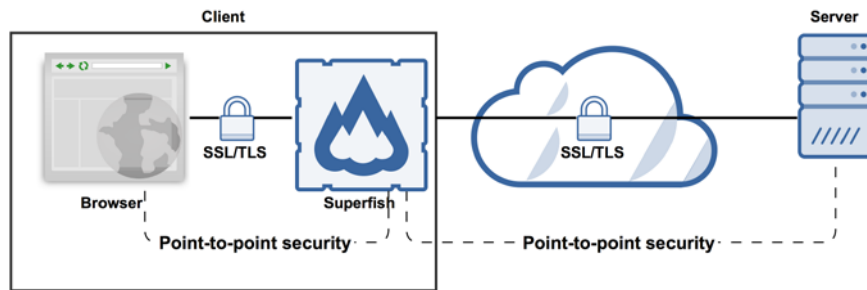 Client
Server
SSL/TLS
SSL/TLS
Browser
Superfish
Point-to-point security
Point-to-point security